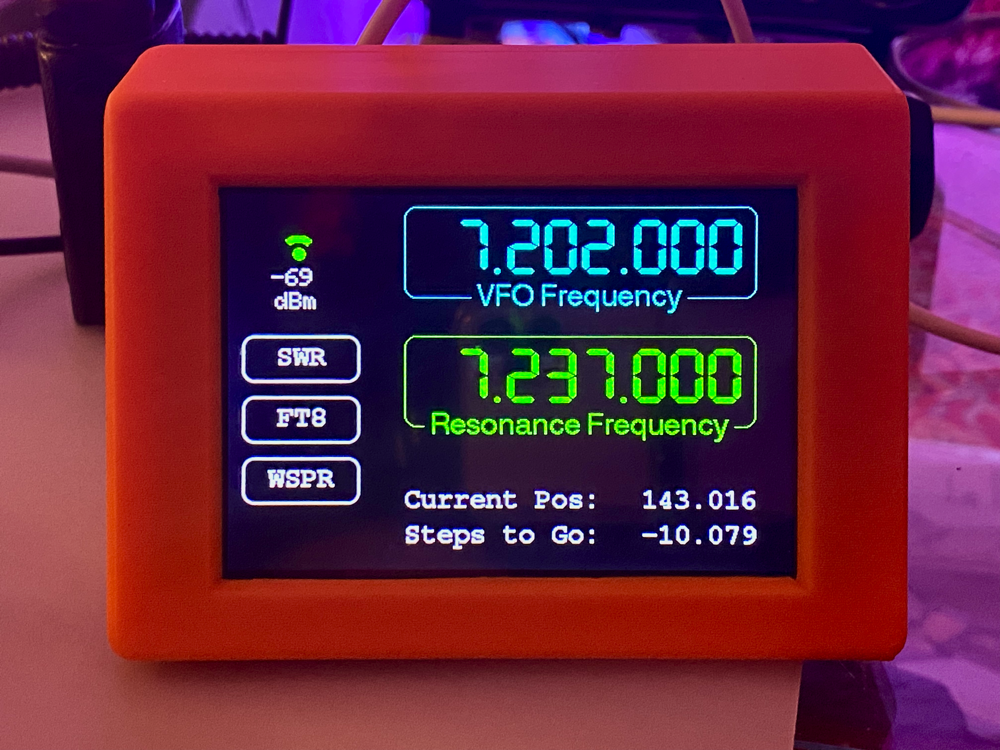 -69
dBm
SWR
FT8
WSPR
7.202.000
VFO Frequency
7.237.000
Resonance Frequency
Current Pos: 143.016
Steps to Go: -10.079